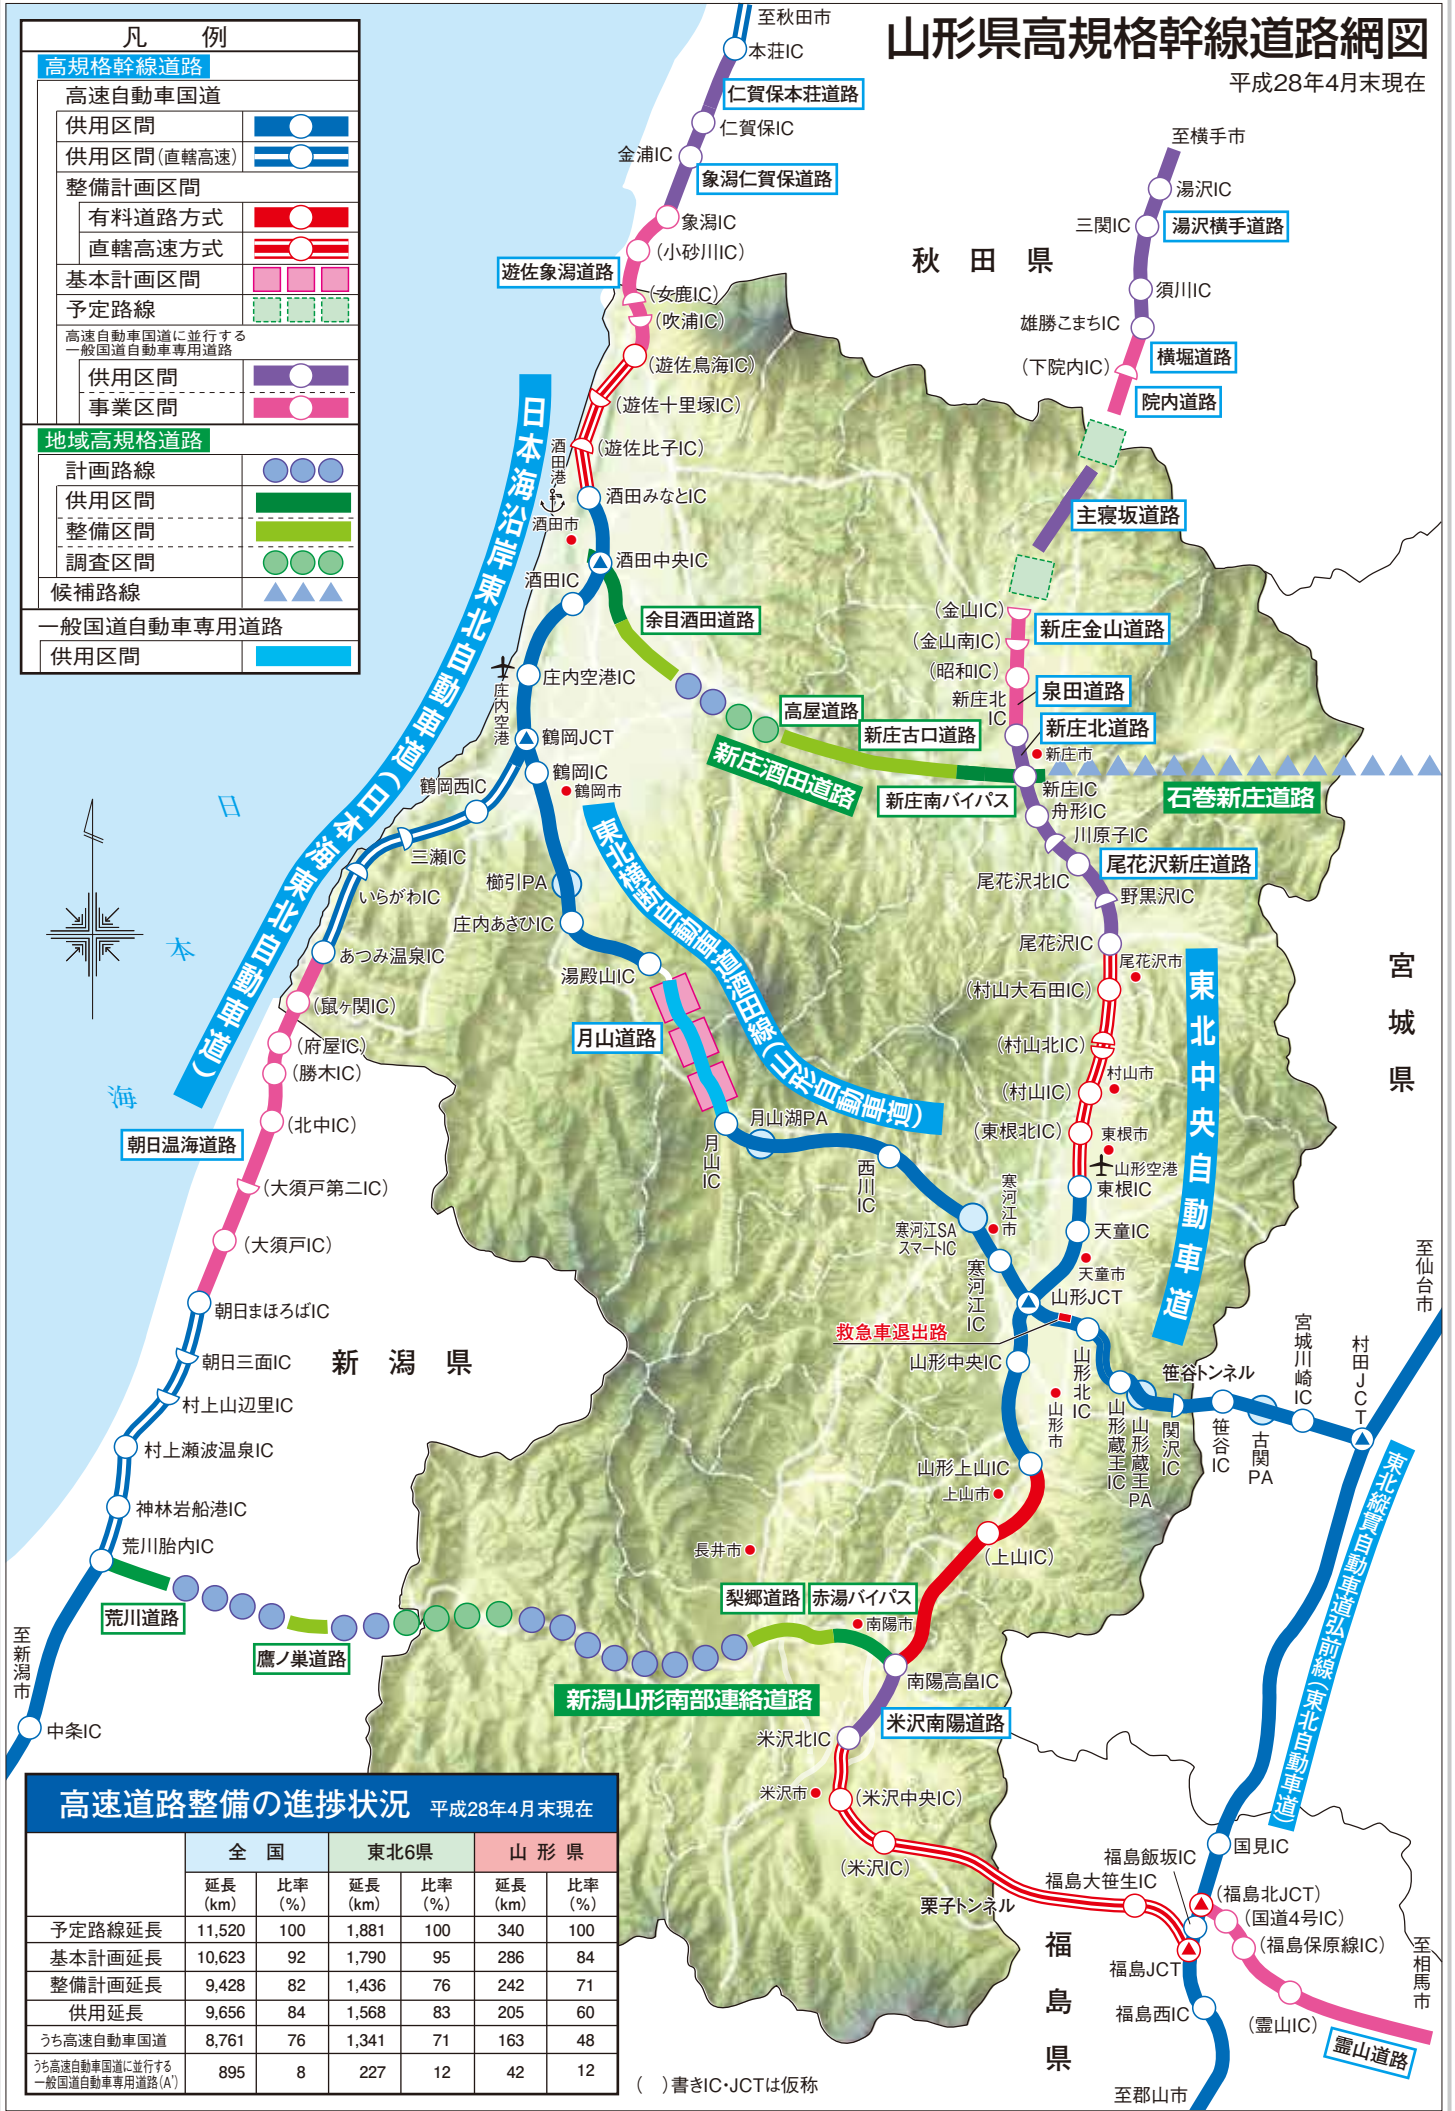 山形県高規格幹線道路網図
平成28年4月末現在
凡　例
高規格幹線道路
高速自動車国道
供用区間
供用区間(直轄高速)
整備計画区間
有料道路方式
直轄高速方式
基本計画区間
予定路線
高速自動車国道に並行する
一般国道自動車専用道路
供用区間
事業区間
地域高規格道路
計画路線
供用区間
整備区間
調査区間
候補路線
一般国道自動車専用道路
供用区間
至秋田市
本荘IC
仁賀保本荘道路
仁賀保IC
金浦IC
象潟仁賀保道路
象潟IC
(小砂川IC)
遊佐象潟道路
(女鹿IC)
(吹浦IC)
(遊佐鳥海IC)
(遊佐十里塚IC)
(遊佐比子IC)
酒田港
酒田みなとIC
酒田市
酒田中央IC
酒田IC
余目酒田道路
庄内空港IC
庄内空港
鶴岡JCT
鶴岡IC
鶴岡市
鶴岡西IC
三瀬IC
いらがわIC
あつみ温泉IC
(鼠ヶ関IC)
(府屋IC)
(勝木IC)
(北中IC)
朝日温海道路
(大須戸第二IC)
(大須戸IC)
朝日まほろばIC
朝日三面IC
村上山辺里IC
村上瀬波温泉IC
神林岩船港IC
荒川胎内IC
荒川道路
鷹ノ巣道路
至新潟市
中条IC
日本海沿岸東北自動車道(日本海東北自動車道)
日
本
海
秋田県
至横手市
湯沢IC
三関IC
湯沢横手道路
須川IC
雄勝こまちIC
横堀道路
(下院内IC)
院内道路
主寝坂道路
(金山IC)
新庄金山道路
(金山南IC)
(昭和IC)
泉田道路
新庄北IC
新庄北道路
新庄市
高屋道路
新庄古口道路
新庄酒田道路
新庄南バイパス
新庄IC
石巻新庄道路
舟形IC
川原子IC
尾花沢新庄道路
尾花沢北IC
野黒沢IC
尾花沢IC
尾花沢市
(村山大石田IC)
(村山北IC)
村山市
(村山IC)
(東根北IC)
東根市
山形空港
東根IC
天童IC
天童市
東北中央自動車道
宮城県
櫛引PA
庄内あさひIC
湯殿山IC
月山道路
東北横断自動車道酒田線(山形自動車道)
月山IC
月山湖PA
西川IC
寒河江SA
スマートIC
寒河江市
寒河江IC
山形JCT
救急車退出路
山形中央IC
山形北IC
山形市
山形蔵王IC
山形蔵王PA
関沢IC
笹谷トンネル
笹谷IC
古関PA
宮城川崎IC
村田JCT
至仙台市
新潟県
山形上山IC
上山市
(上山IC)
長井市
梨郷道路
赤湯バイパス
南陽市
南陽高畠IC
新潟山形南部連絡道路
米沢南陽道路
米沢北IC
米沢市
(米沢中央IC)
(米沢IC)
栗子トンネル
東北縦貫自動車道弘前線(東北自動車道)
国見IC
福島飯坂IC
福島大笹生IC
(福島北JCT)
(国道4号IC)
(福島保原線IC)
福島JCT
福島西IC
(霊山IC)
霊山道路
至相馬市
至郡山市
福島県
高速道路整備の進捗状況　平成28年4月末現在
全国　東北6県　山形県
延長(km)　比率(%)　延長(km)　比率(%)　延長(km)　比率(%)
予定路線延長　11,520　100　1,881　100　340　100
基本計画延長　10,623　92　1,790　95　286　84
整備計画延長　9,428　82　1,436　76　242　71
供用延長　9,656　84　1,568　83　205　60
うち高速自動車国道　8,761　76　1,341　71　163　48
うち高速自動車国道に並行する
一般国道自動車専用道路(A')　895　8　227　12　42　12
(　)書きIC・JCTは仮称